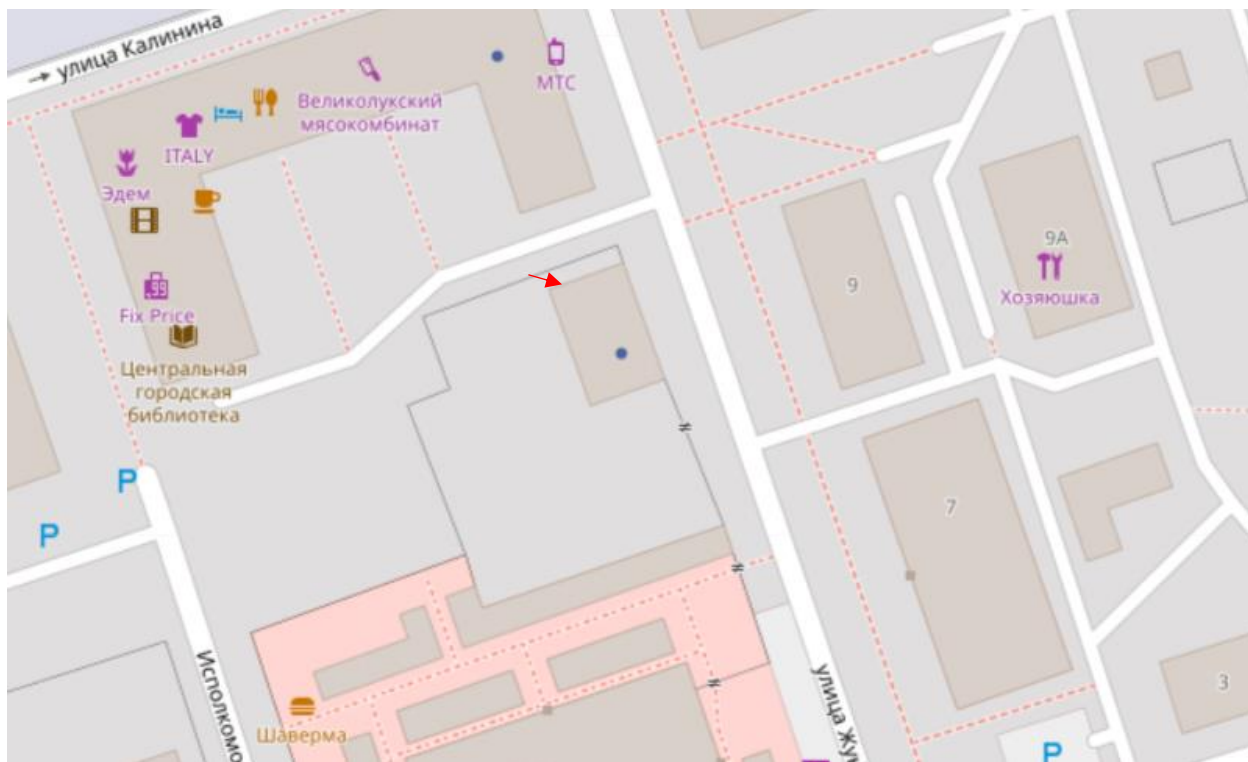 → улица Калинина
МТС
Великолукский
мясокомбинат
ITALY
Эдем
99
Fix Price
Центральная
городская
библиотека
9А
Хозяюшка
9
7
P
P
Исполкомо
улица Жу
3
Шаверма
P